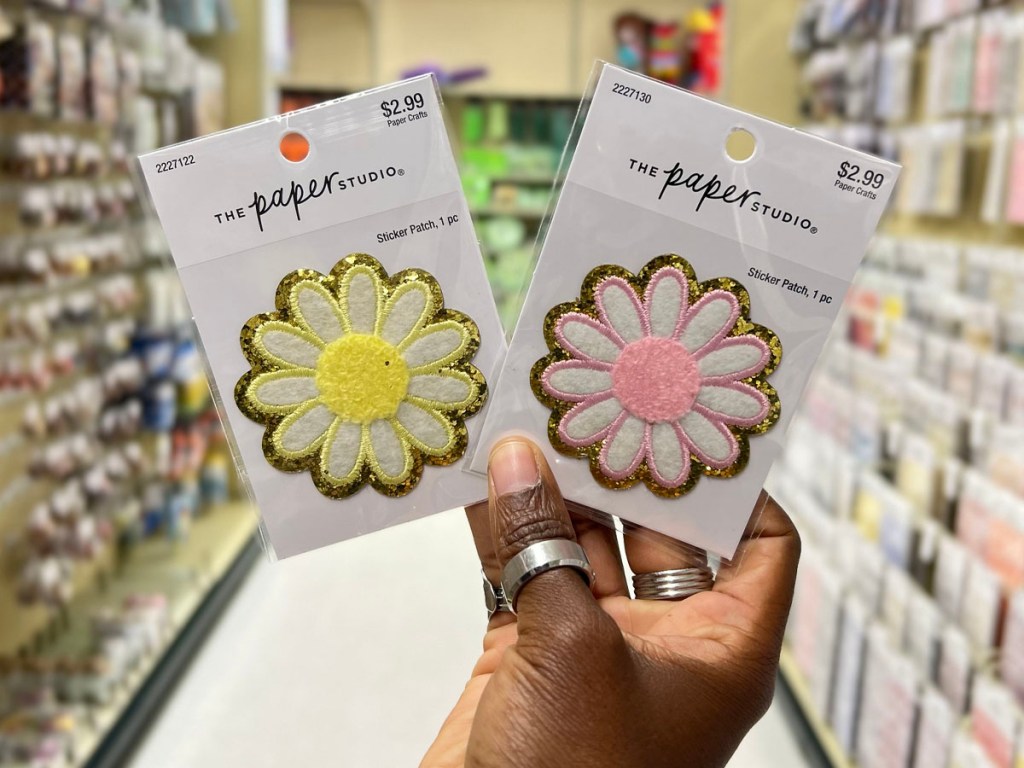 2227122
$2.99
Paper Crafts
THE paper STUDIO®
Sticker Patch, 1 pc
2227130
$2.99
Paper Crafts
THE paper STUDIO®
Sticker Patch, 1 pc